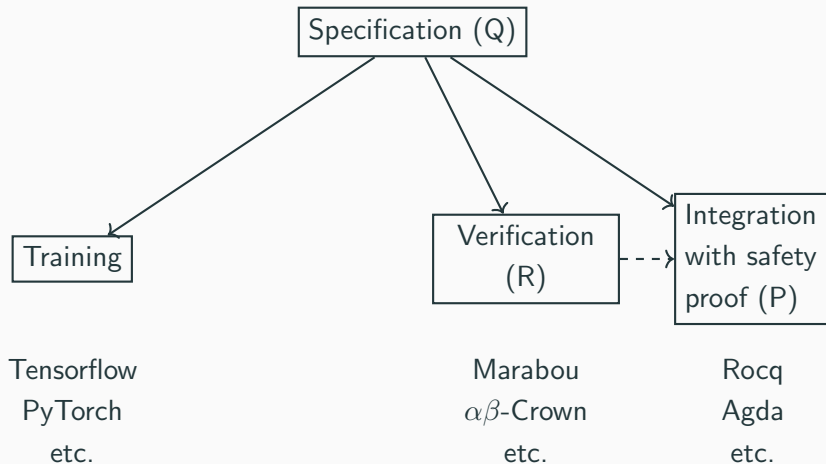 Specification (Q)
Training
Verification
(R)
Integration
with safety
proof (P)
Tensorflow
PyTorch
etc.
Marabou
αβ-Crown
etc.
Rocq
Agda
etc.